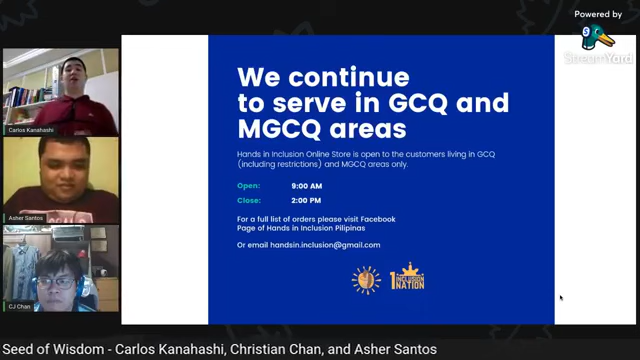 Powered by
StreamYard
We continue
to serve in GCQ and
MGCQ areas
Hands in Inclusion Online Store is open to the customers living in GCQ
(including restrictions) and MGCQ areas only.
Open: 9:00 AM
Close: 2:00 PM
For a full list of orders please visit Facebook
Page of Hands in Inclusion Pilipinas
Or email handsin.inclusion@gmail.com
1 INCLUSION
NATION
Carlos Kanahashi
Asher Santos
CJ Chan
Seed of Wisdom - Carlos Kanahashi, Christian Chan, and Asher Santos